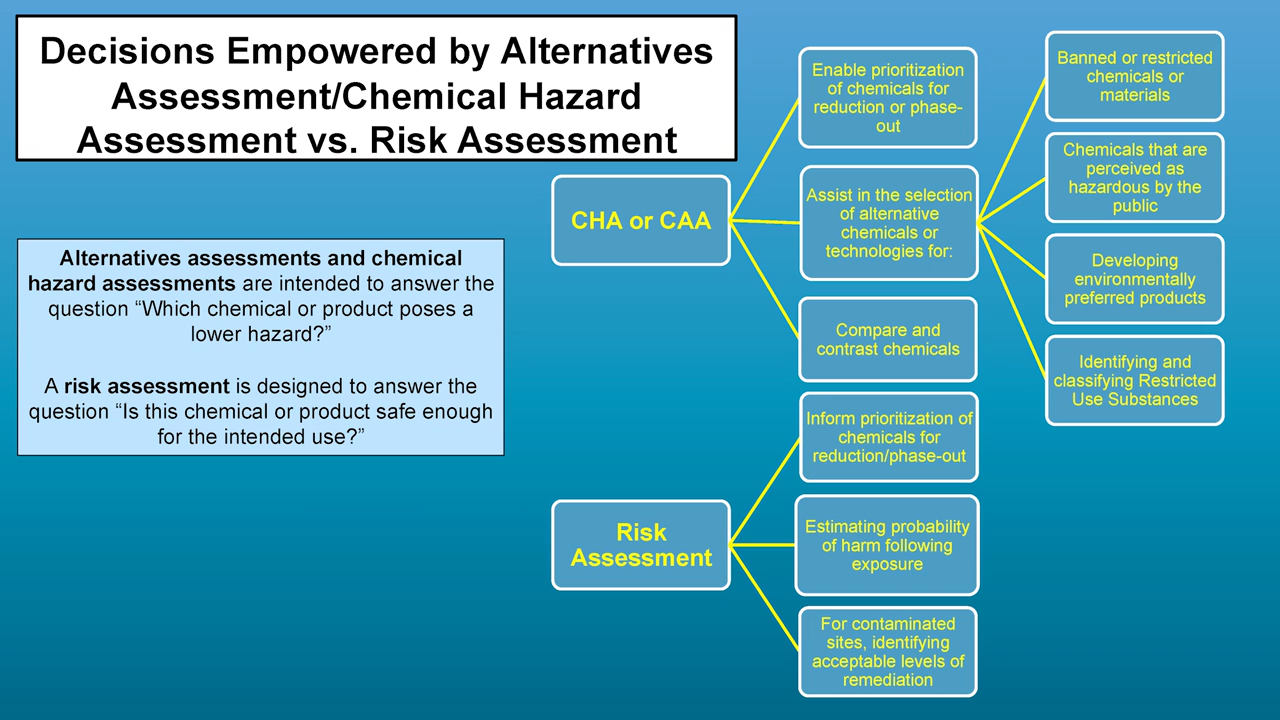 Decisions Empowered by Alternatives
Assessment/Chemical Hazard
Assessment vs. Risk Assessment
Alternatives assessments and chemical
hazard assessments are intended to answer the
question “Which chemical or product poses a
lower hazard?”
A risk assessment is designed to answer the
question “Is this chemical or product safe enough
for the intended use?”
CHA or CAA
Enable prioritization
of chemicals for
reduction or phase-
out
Assist in the selection
of alternative
chemicals or
technologies for:
Banned or restricted
chemicals or
materials
Chemicals that are
perceived as
hazardous by the
public
Developing
environmentally
preferred products
Identifying and
classifying Restricted
Use Substances
Compare and
contrast chemicals
Risk
Assessment
Inform prioritization of
chemicals for
reduction/phase-out
Estimating probability
of harm following
exposure
For contaminated
sites, identifying
acceptable levels of
remediation